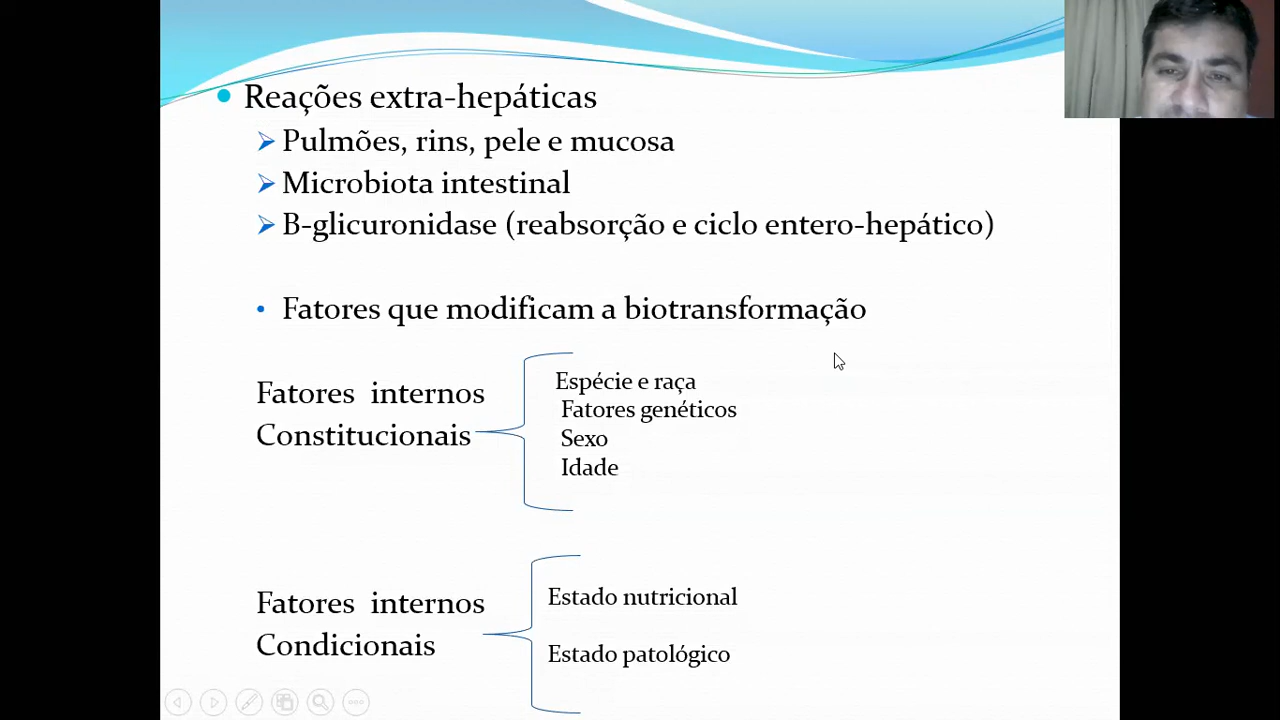 Reações extra-hepáticas
Pulmões, rins, pele e mucosa
Microbiota intestinal
B-glicuronidase (reabsorção e ciclo entero-hepático)
Fatores que modificam a biotransformação
Fatores internos
Constitucionais
Espécie e raça
Fatores genéticos
Sexo
Idade
Fatores internos
Condicionais
Estado nutricional
Estado patológico